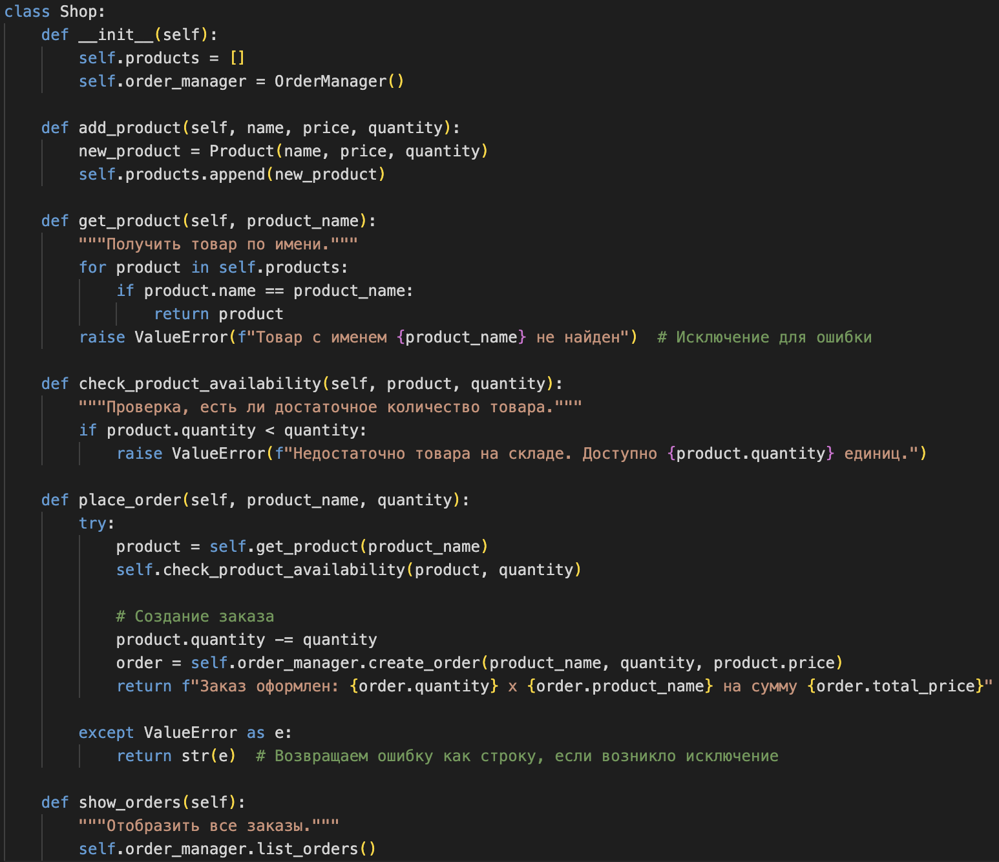 class Shop:
    def __init__(self):
        self.products = []
        self.order_manager = OrderManager()

    def add_product(self, name, price, quantity):
        new_product = Product(name, price, quantity)
        self.products.append(new_product)

    def get_product(self, product_name):
        """Получить товар по имени."""
        for product in self.products:
            if product.name == product_name:
                return product
        raise ValueError(f"Товар с именем {product_name} не найден")  # Исключение для ошибки

    def check_product_availability(self, product, quantity):
        """Проверка, есть ли достаточное количество товара."""
        if product.quantity < quantity:
            raise ValueError(f"Недостаточно товара на складе. Доступно {product.quantity} единиц.")

    def place_order(self, product_name, quantity):
        try:
            product = self.get_product(product_name)
            self.check_product_availability(product, quantity)

            # Создание заказа
            product.quantity -= quantity
            order = self.order_manager.create_order(product_name, quantity, product.price)
            return f"Заказ оформлен: {order.quantity} x {order.product_name} на сумму {order.total_price}"

        except ValueError as e:
            return str(e)  # Возвращаем ошибку как строку, если возникло исключение

    def show_orders(self):
        """Отобразить все заказы."""
        self.order_manager.list_orders()